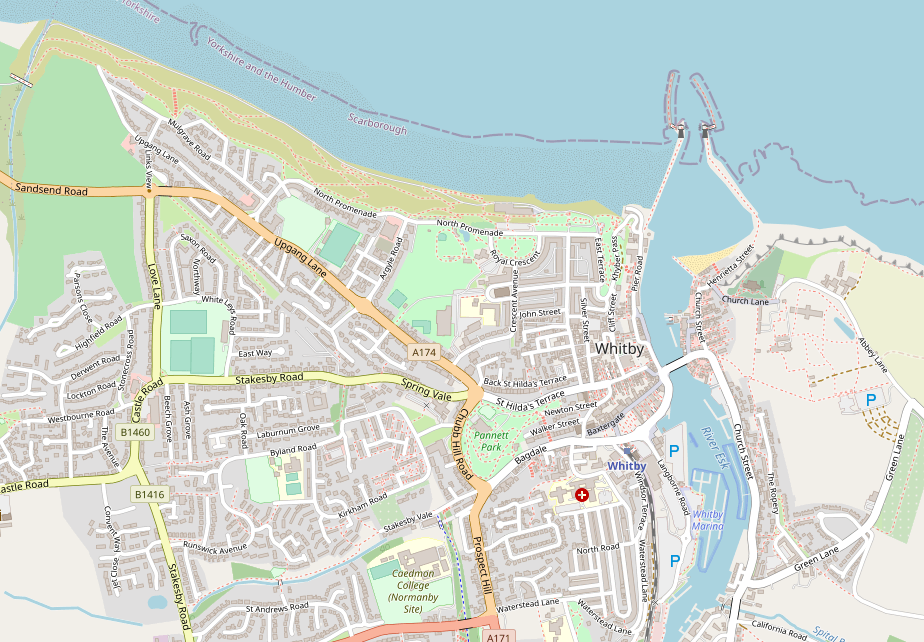 Yorkshire
Yorkshire and the Humber
Scarborough
Mulgrave Road
Upgang Lane
Links View
Sandsend Road
North Promenade
North Promenade
Upgang Lane
Argyle Road
Royal Crescent
East Terrace
Khyber Pass
Pier Road
Henrietta Street
Saxon Road
Northway
Love Lane
Parsons Close
White Leys Road
Highfield Road
Crescent Avenue
John Street
Silver Street
Cliff Street
Church Street
Church Lane
Abbey Lane
Stonecross Road
East Way
A174
Whitby
Derwent Road
Lockton Road
Castle Road
Stakesby Road
Spring Vale
Back St Hilda's Terrace
St Hilda's Terrace
Westbourne Road
Beech Grove
Ash Grove
Oak Road
Newton Street
Walker Street
Baxtergate
P
The Avenue
B1460
Laburnum Grove
Chubb Hill Road
Pannett
Park
Bagdale
River Esk
Church Street
Green Lane
Byland Road
P
Whitby
Castle Road
B1416
Kirkham Road
Langborne Road
Windsor Terrace
The Ropery
Whitby
Marina
Convent Way
Stakesby Vale
Runswick Avenue
Prospect Hill
North Road
Waterstead Lane
P
Green Lane
Close
Stakesby Road
Caedmon
College
(Normanby
Site)
St Andrews Road
Waterstead Lane
Waterstead Lane
A171
California Road
Spital